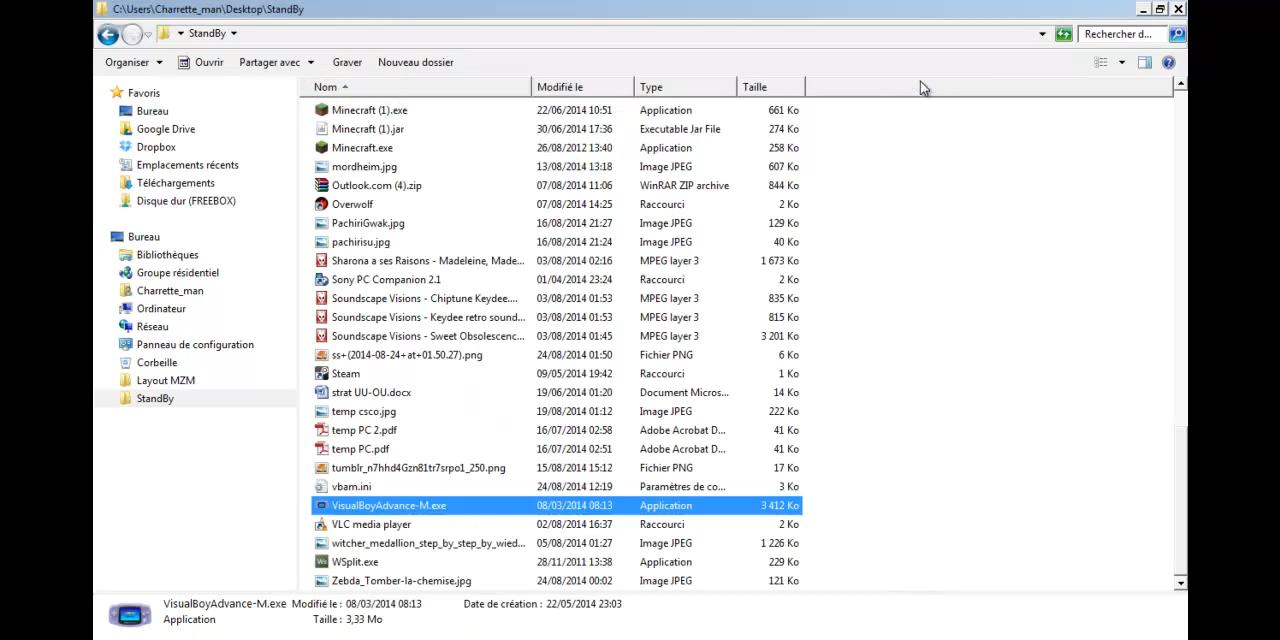 C:\Users\Charrette_man\Desktop\StandBy
StandBy
Rechercher d...
Organiser Ouvrir Partager avec Graver Nouveau dossier
Nom Modifié le Type Taille
Favoris
Bureau
Google Drive
Dropbox
Emplacements récents
Téléchargements
Disque dur (FREEBOX)
Bureau
Bibliothèques
Groupe résidentiel
Charrette_man
Ordinateur
Réseau
Panneau de configuration
Corbeille
Layout MZM
StandBy
Minecraft (1).exe 22/06/2014 10:51 Application 661 Ko
Minecraft (1).jar 30/06/2014 17:36 Executable Jar File 274 Ko
Minecraft.exe 26/08/2012 13:40 Application 258 Ko
mordheim.jpg 13/08/2014 13:18 Image JPEG 607 Ko
Outlook.com (4).zip 07/08/2014 11:06 WinRAR ZIP archive 844 Ko
Overwolf 07/08/2014 14:25 Raccourci 2 Ko
PachiriGwak.jpg 16/08/2014 21:27 Image JPEG 129 Ko
pachirisu.jpg 16/08/2014 21:24 Image JPEG 40 Ko
Sharona a ses Raisons - Madeleine, Made... 03/08/2014 02:16 MPEG layer 3 1 673 Ko
Sony PC Companion 2.1 01/04/2014 23:24 Raccourci 2 Ko
Soundscape Visions - Chiptune Keydee.... 03/08/2014 01:53 MPEG layer 3 835 Ko
Soundscape Visions - Keydee retro sound... 03/08/2014 01:53 MPEG layer 3 815 Ko
Soundscape Visions - Sweet Obsolescenc... 03/08/2014 01:45 MPEG layer 3 3 201 Ko
ss+(2014-08-24+at+01.50.27).png 24/08/2014 01:50 Fichier PNG 6 Ko
Steam 09/05/2014 19:42 Raccourci 1 Ko
strat UU-OU.docx 19/06/2014 01:20 Document Micros... 14 Ko
temp csco.jpg 19/08/2014 01:12 Image JPEG 222 Ko
temp PC 2.pdf 16/07/2014 02:58 Adobe Acrobat D... 41 Ko
temp PC.pdf 16/07/2014 02:51 Adobe Acrobat D... 41 Ko
tumblr_n7hhd4Gzn81tr7srpo1_250.png 15/08/2014 15:12 Fichier PNG 17 Ko
vbam.ini 24/08/2014 12:19 Paramètres de co... 3 Ko
VisualBoyAdvance-M.exe 08/03/2014 08:13 Application 3 412 Ko
VLC media player 02/08/2014 16:37 Raccourci 2 Ko
witcher_medallion_step_by_step_by_wied... 05/08/2014 01:27 Image JPEG 1 226 Ko
WSplit.exe 28/11/2011 13:38 Application 229 Ko
Zebda_Tomber-la-chemise.jpg 24/08/2014 00:02 Image JPEG 121 Ko
VisualBoyAdvance-M.exe Modifié le : 08/03/2014 08:13 Date de création : 22/05/2014 23:03
Application Taille : 3,33 Mo